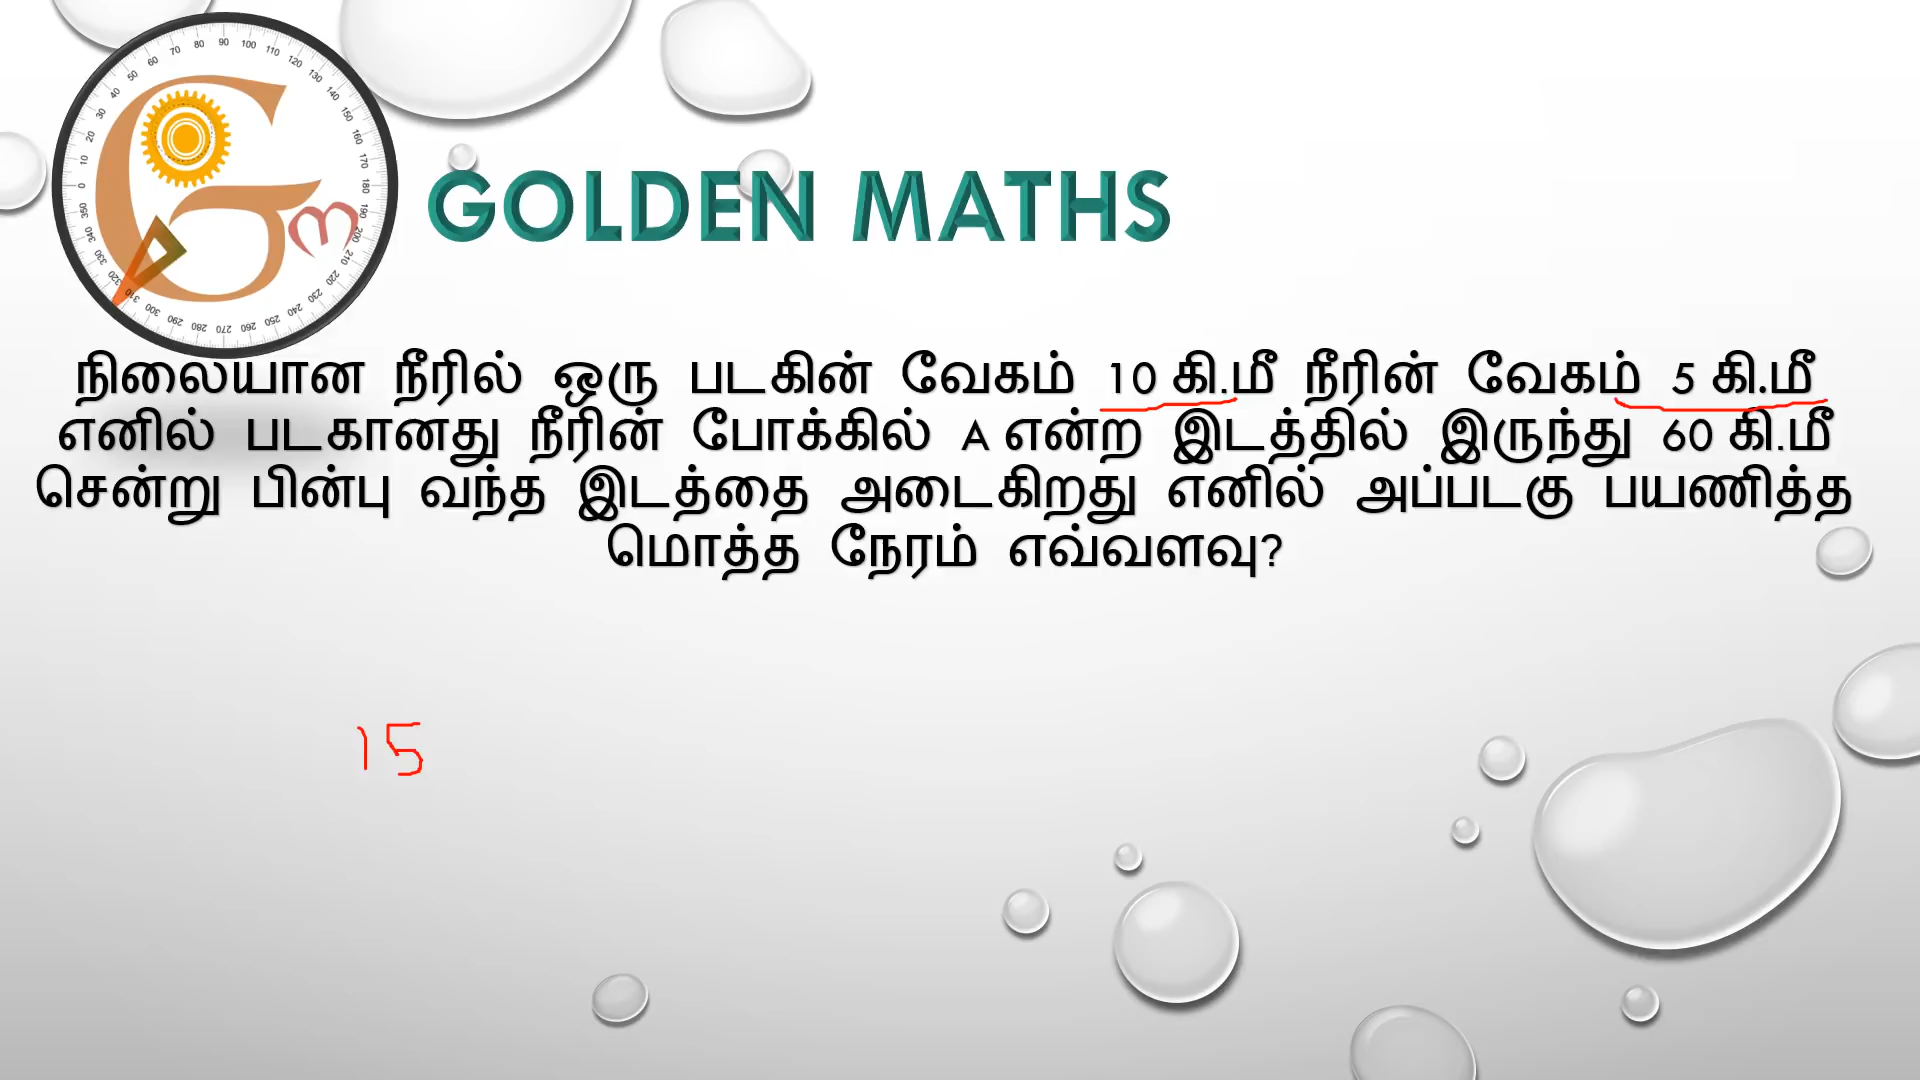 GOLDEN MATHS
நிலையான நீரில் ஒரு படகின் வேகம் 10 கி.மீ நீரின் வேகம் 5 கி.மீ
எனில் படகானது நீரின் போக்கில் A என்ற இடத்தில் இருந்து 60 கி.மீ
சென்று பின்பு வந்த இடத்தை அடைகிறது எனில் அப்படகு பயணித்த
மொத்த நேரம் எவ்வளவு?
15